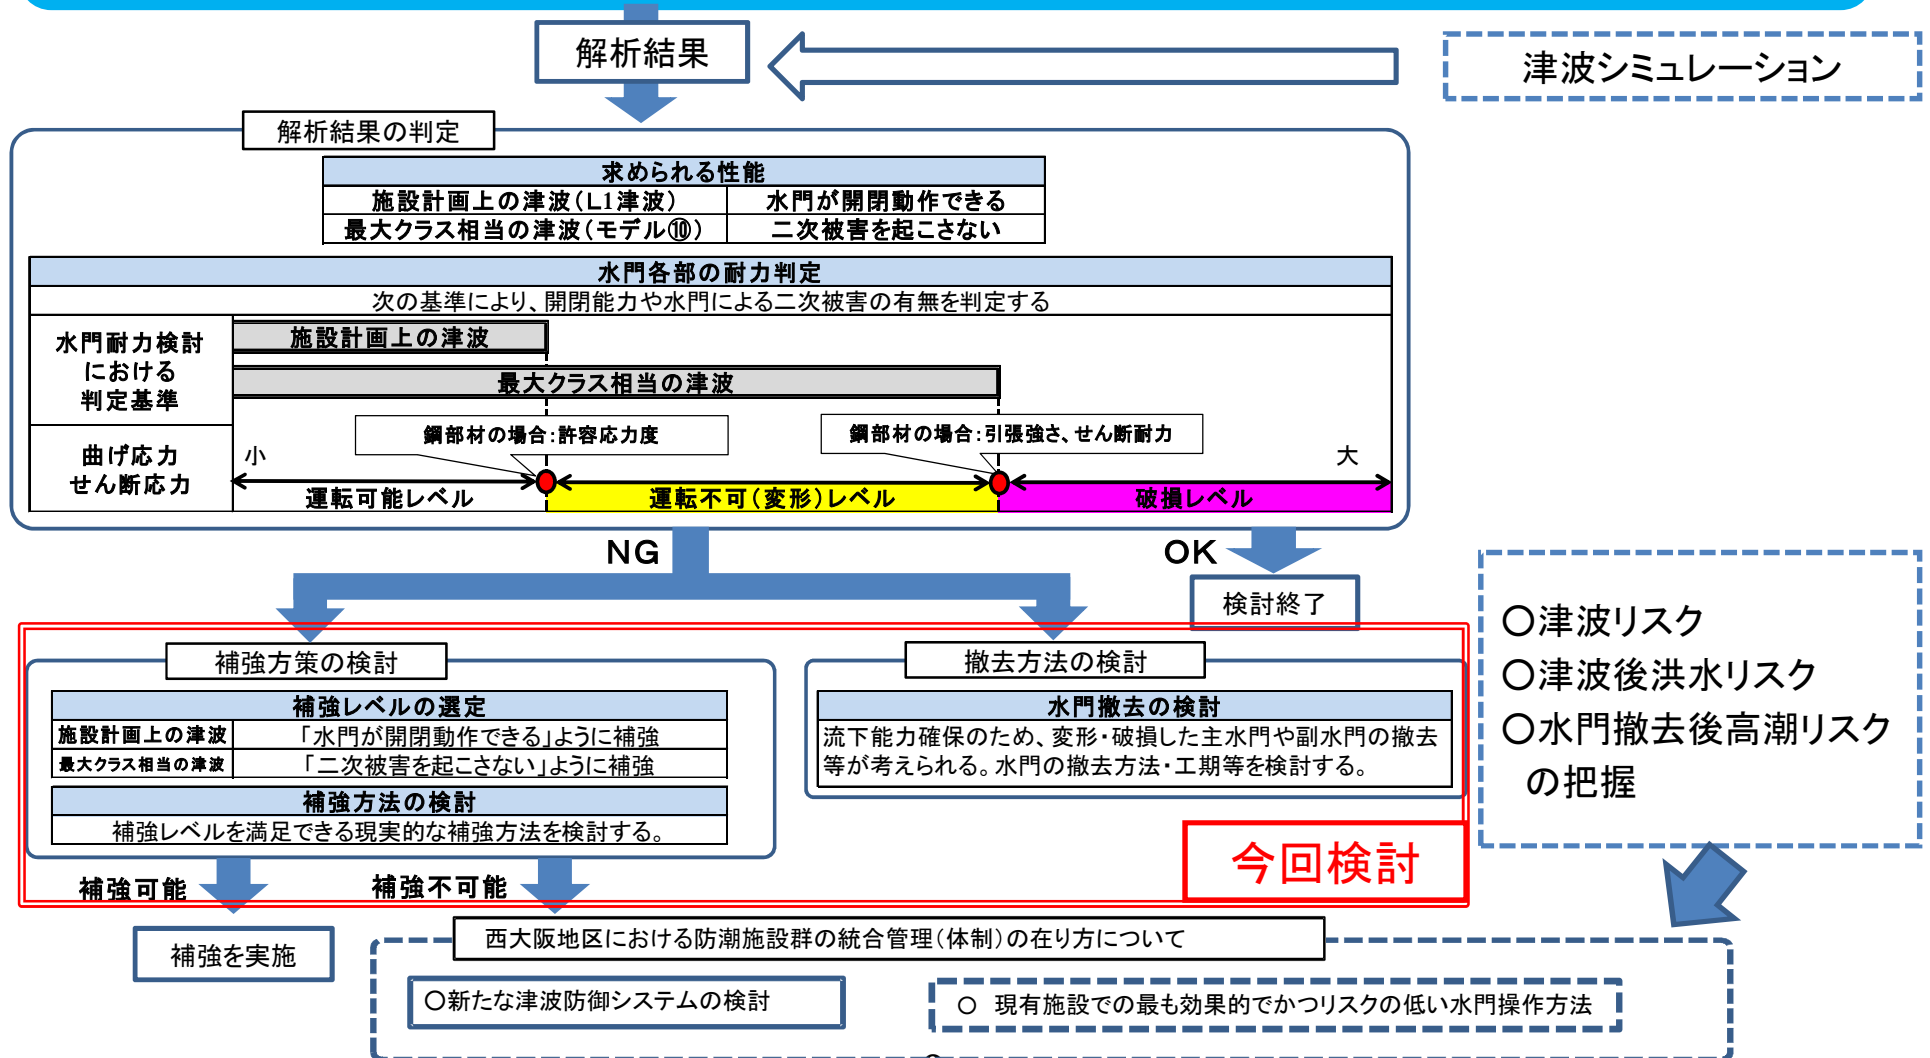 解析結果
津波シミュレーション
解析結果の判定
求められる性能
施設計画上の津波(L1津波) 水門が開閉動作できる
最大クラス相当の津波(モデル⑩) 二次被害を起こさない
水門各部の耐力判定
次の基準により、開閉能力や水門による二次被害の有無を判定する
水門耐力検討
における
判定基準
施設計画上の津波
最大クラス相当の津波
鋼部材の場合:許容応力度
鋼部材の場合:引張強さ、せん断耐力
曲げ応力
せん断応力
小
大
運転可能レベル
運転不可(変形)レベル
破損レベル
NG
OK
検討終了
補強方策の検討
補強レベルの選定
施設計画上の津波 「水門が開閉動作できる」ように補強
最大クラス相当の津波 「二次被害を起こさない」ように補強
補強方法の検討
補強レベルを満足できる現実的な補強方法を検討する。
撤去方法の検討
水門撤去の検討
流下能力確保のため、変形・破損した主水門や副水門の撤去
等が考えられる。水門の撤去方法・工期等を検討する。
今回検討
○津波リスク
○津波後洪水リスク
○水門撤去後高潮リスク
の把握
補強可能
補強不可能
補強を実施
西大阪地区における防潮施設群の統合管理(体制)の在り方について
○新たな津波防御システムの検討
○ 現有施設での最も効果的でかつリスクの低い水門操作方法